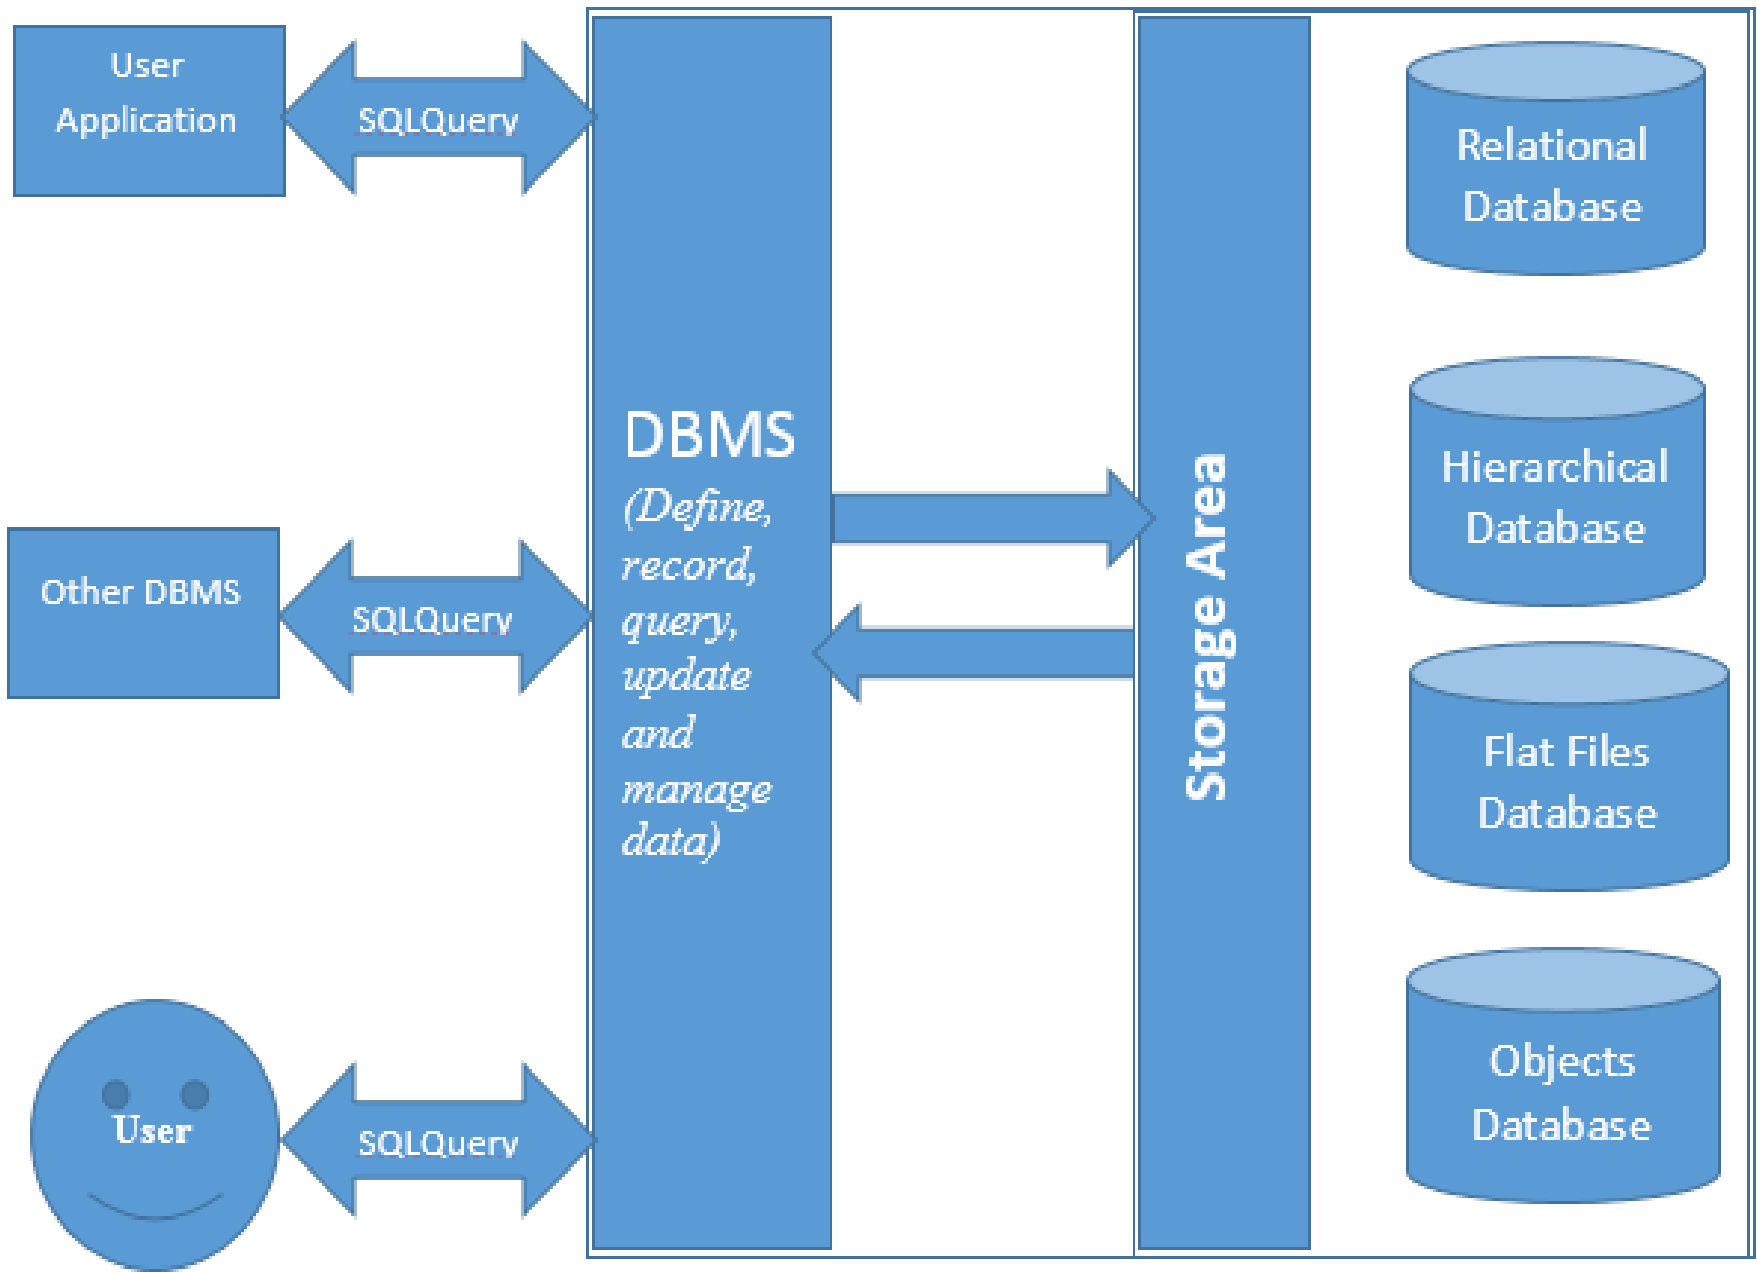 User
Application
SQLQuery
Other DBMS
SQLQuery
User
SQLQuery
DBMS
(Define,
record,
query,
update
and
manage
data)
Storage Area
Relational
Database
Hierarchical
Database
Flat Files
Database
Objects
Database